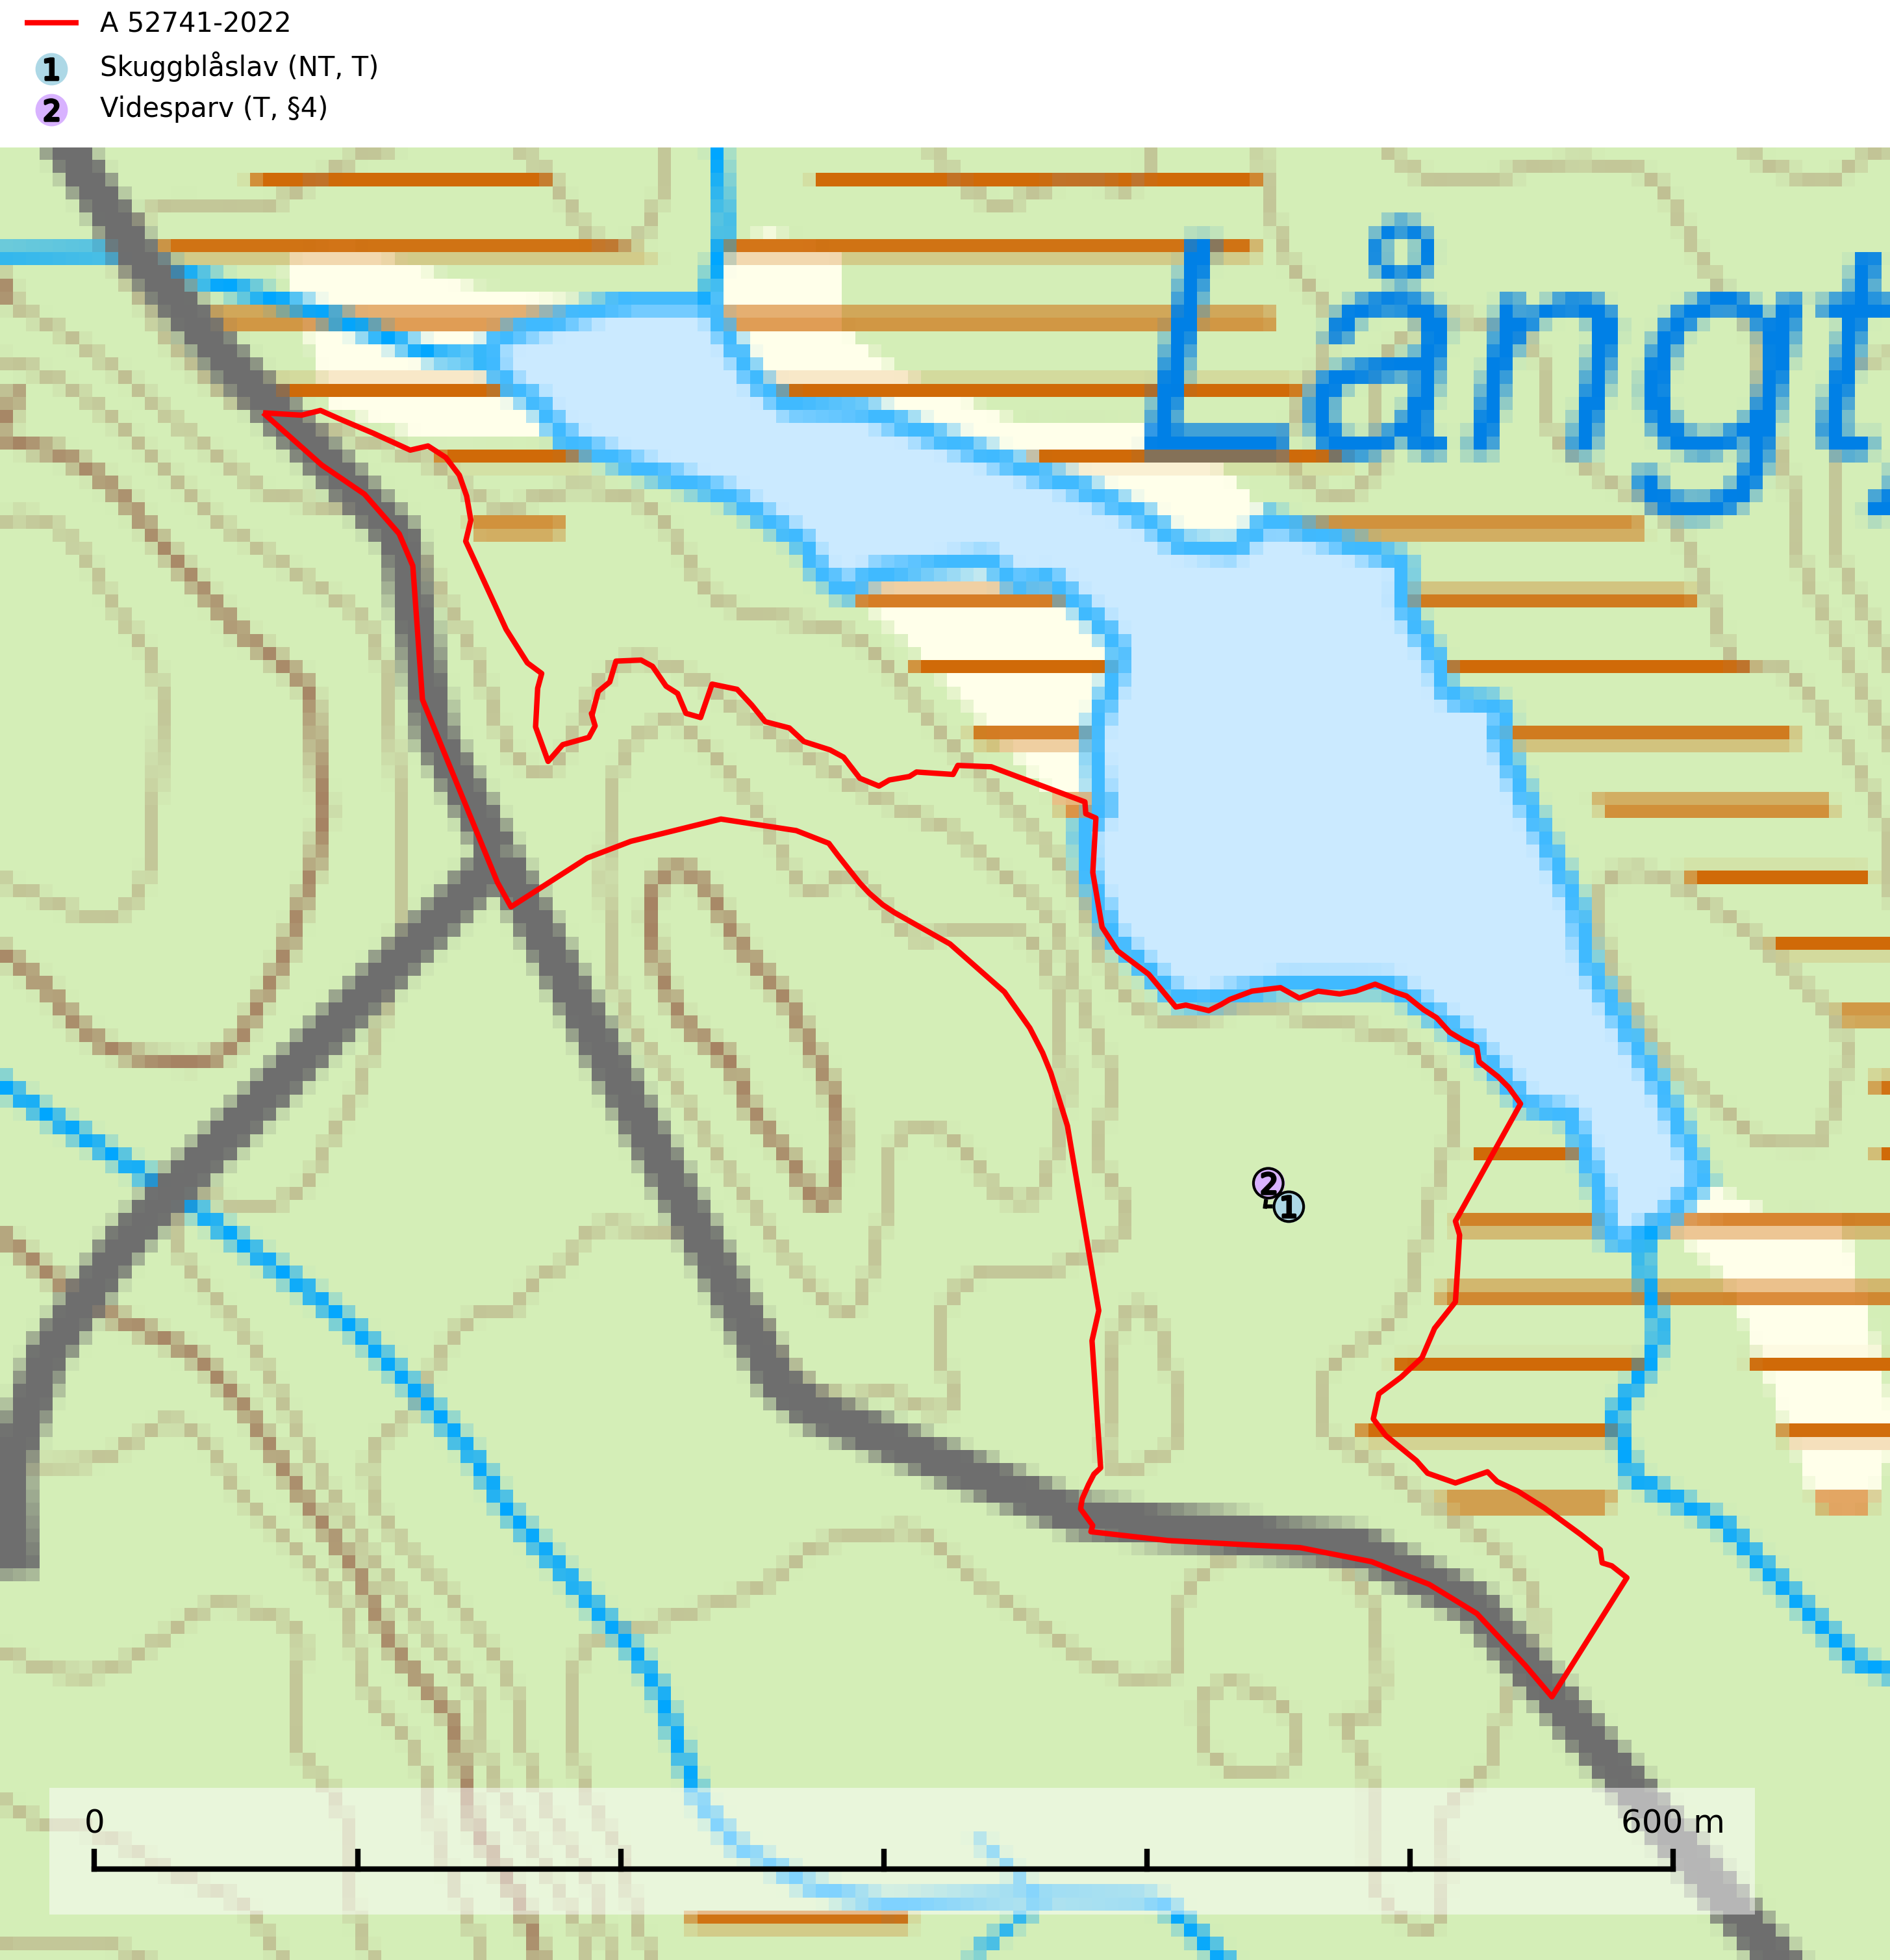 A 52741-2022
1 Skuggblåslav (NT, T)
2 Videsparv (T, §4)
Långt
2
1
0 600 m